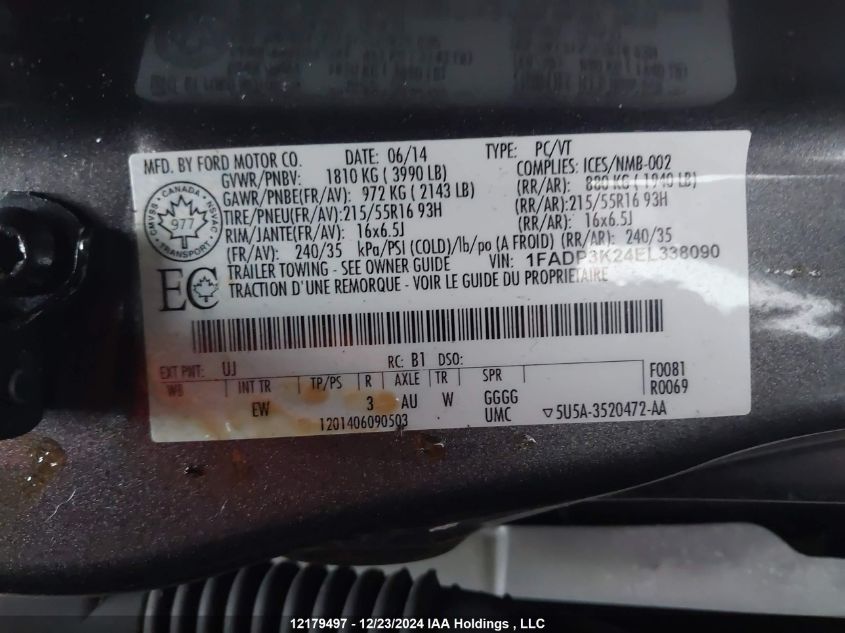 MFD. BY FORD MOTOR CO. DATE: 06/14 TYPE: PC/VT
GVWR/PNBV: 1810 KG ( 3990 LB) COMPLIES: ICES/NMB-002
GAWR/PNBE(FR/AV): 972 KG ( 2143 LB) (RR/AR): 880 KG ( 1940 LB)
TIRE/PNEU(FR/AV): 215/55R16 93H (RR/AR): 215/55R16 93H
RIM/JANTE(FR/AV): 16x6.5J (RR/AR): 16x6.5J
(FR/AV): 240/35 kPa/PSI (COLD)/lb/po (A FROID) (RR/AR): 240/35
TRAILER TOWING - SEE OWNER GUIDE VIN: 1FADP3K24EL338090
TRACTION D'UNE REMORQUE - VOIR LE GUIDE DU PROPRIETAIRE
CANADA
CMVSS NSVAC
977
TRANSPORT
EC
EXT PNT: UJ RC: B1 DSO:
WB INT TR TP/PS R AXLE TR SPR F0081
R0069
EW 3 AU W GGGG
UMC
1201406090503 ▽5U5A-3520472-AA
12179497 - 12/23/2024 IAA Holdings , LLC